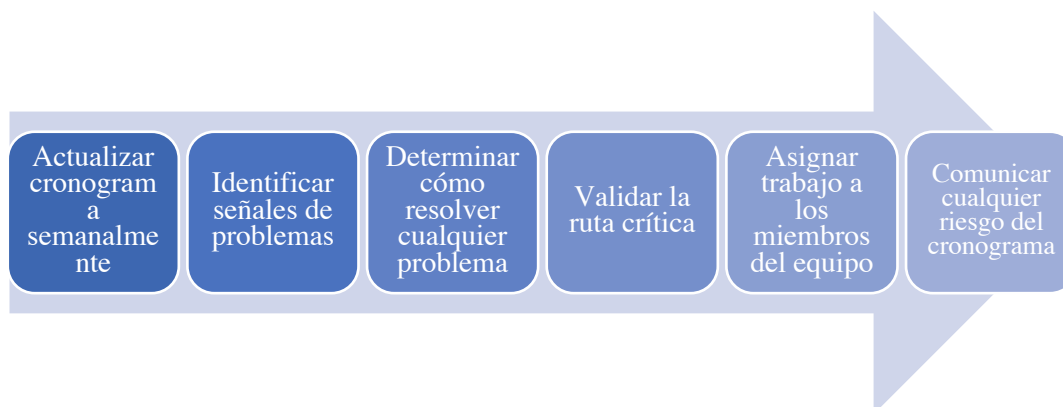 Actualizar
cronogram
a
semanalme
nte
Identificar
señales de
problemas
Determinar
cómo
resolver
cualquier
problema
Validar la
ruta crítica
Asignar
trabajo a
los
miembros
del equipo
Comunicar
cualquier
riesgo del
cronograma